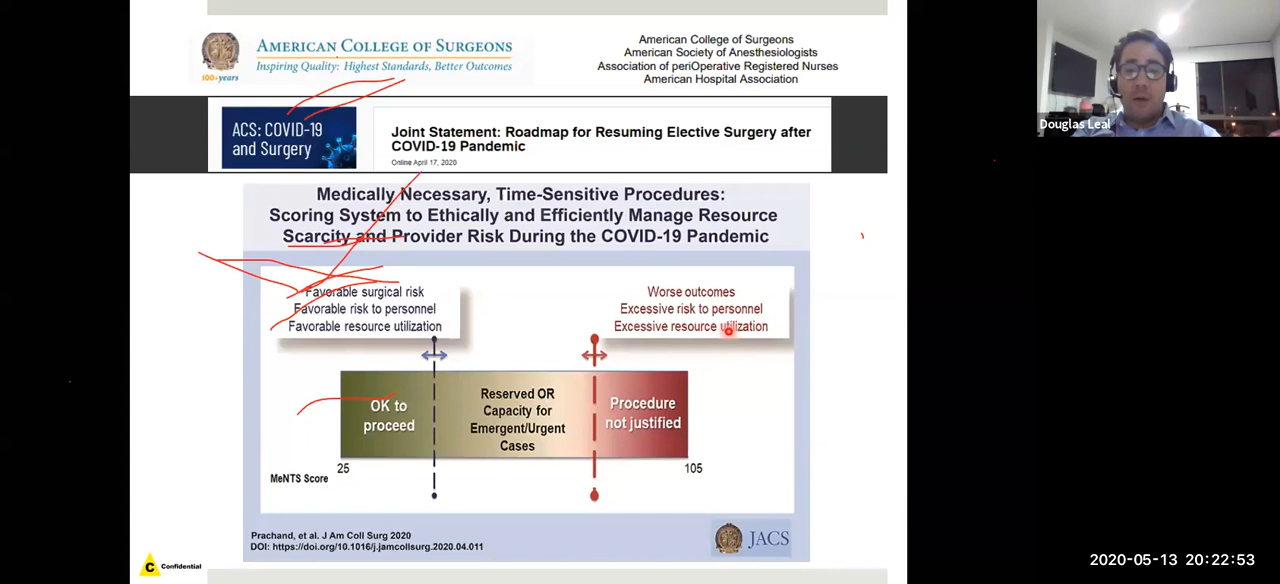 AMERICAN COLLEGE OF SURGEONS
Inspiring Quality: Highest Standards, Better Outcomes
100+years
American College of Surgeons
American Society of Anesthesiologists
Association of periOperative Registered Nurses
American Hospital Association
ACS: COVID-19
and Surgery
Joint Statement: Roadmap for Resuming Elective Surgery after
COVID-19 Pandemic
Online April 17, 2020
Douglas Leal
Medically Necessary, Time-Sensitive Procedures:
Scoring System to Ethically and Efficiently Manage Resource
Scarcity and Provider Risk During the COVID-19 Pandemic
Favorable surgical risk
Favorable risk to personnel
Favorable resource utilization
Worse outcomes
Excessive risk to personnel
Excessive resource utilization
OK to
proceed
Reserved OR
Capacity for
Emergent/Urgent
Cases
Procedure
not justified
25
105
MeNTS Score
Prachand, et al. J Am Coll Surg 2020
DOI: https://doi.org/10.1016/j.jamcollsurg.2020.04.011
JACS
C
Confidential
2020-05-13 20:22:53